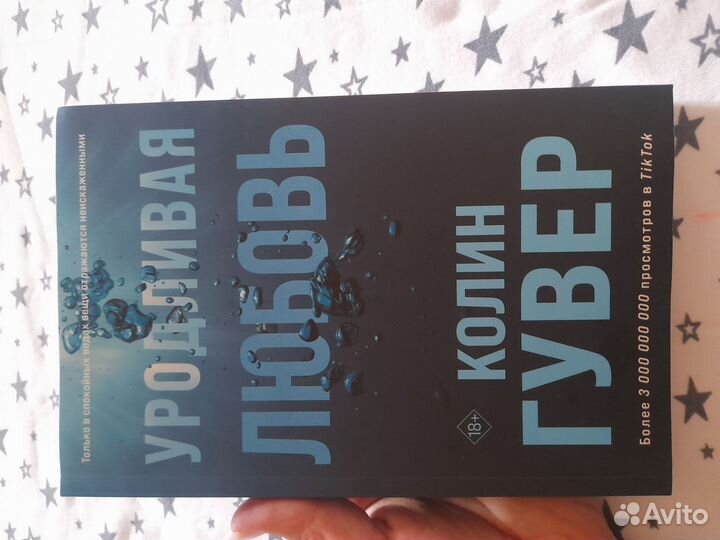 Только в спокойных водах вещи отражаются неискаженными
УРОДЛИВАЯ
ЛЮБОВЬ
КОЛИН
ГУВЕР
18+
Более 3 000 000 000 просмотров в TikTok
Avito